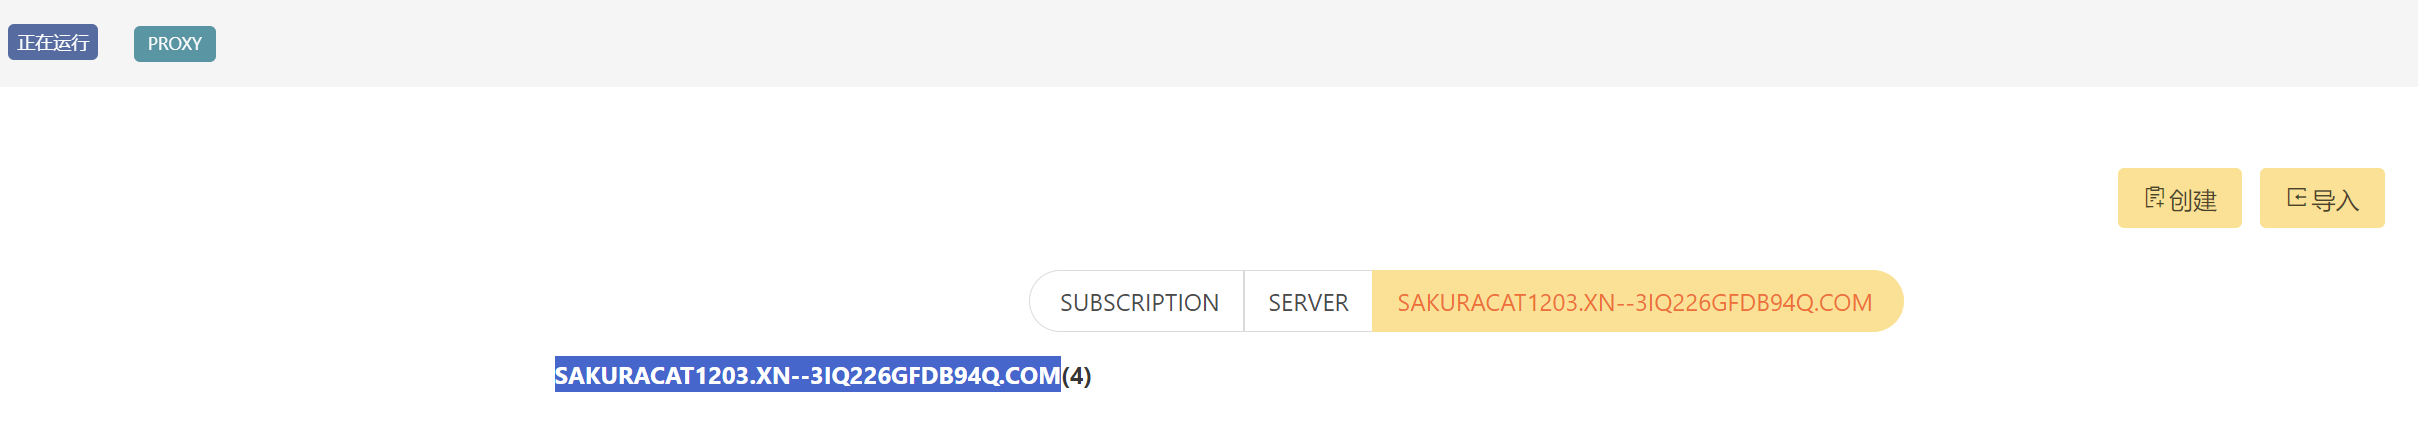 正在运行 PROXY
创建 导入
SUBSCRIPTION SERVER SAKURACAT1203.XN--3IQ226GFDB94Q.COM
SAKURACAT1203.XN--3IQ226GFDB94Q.COM(4)